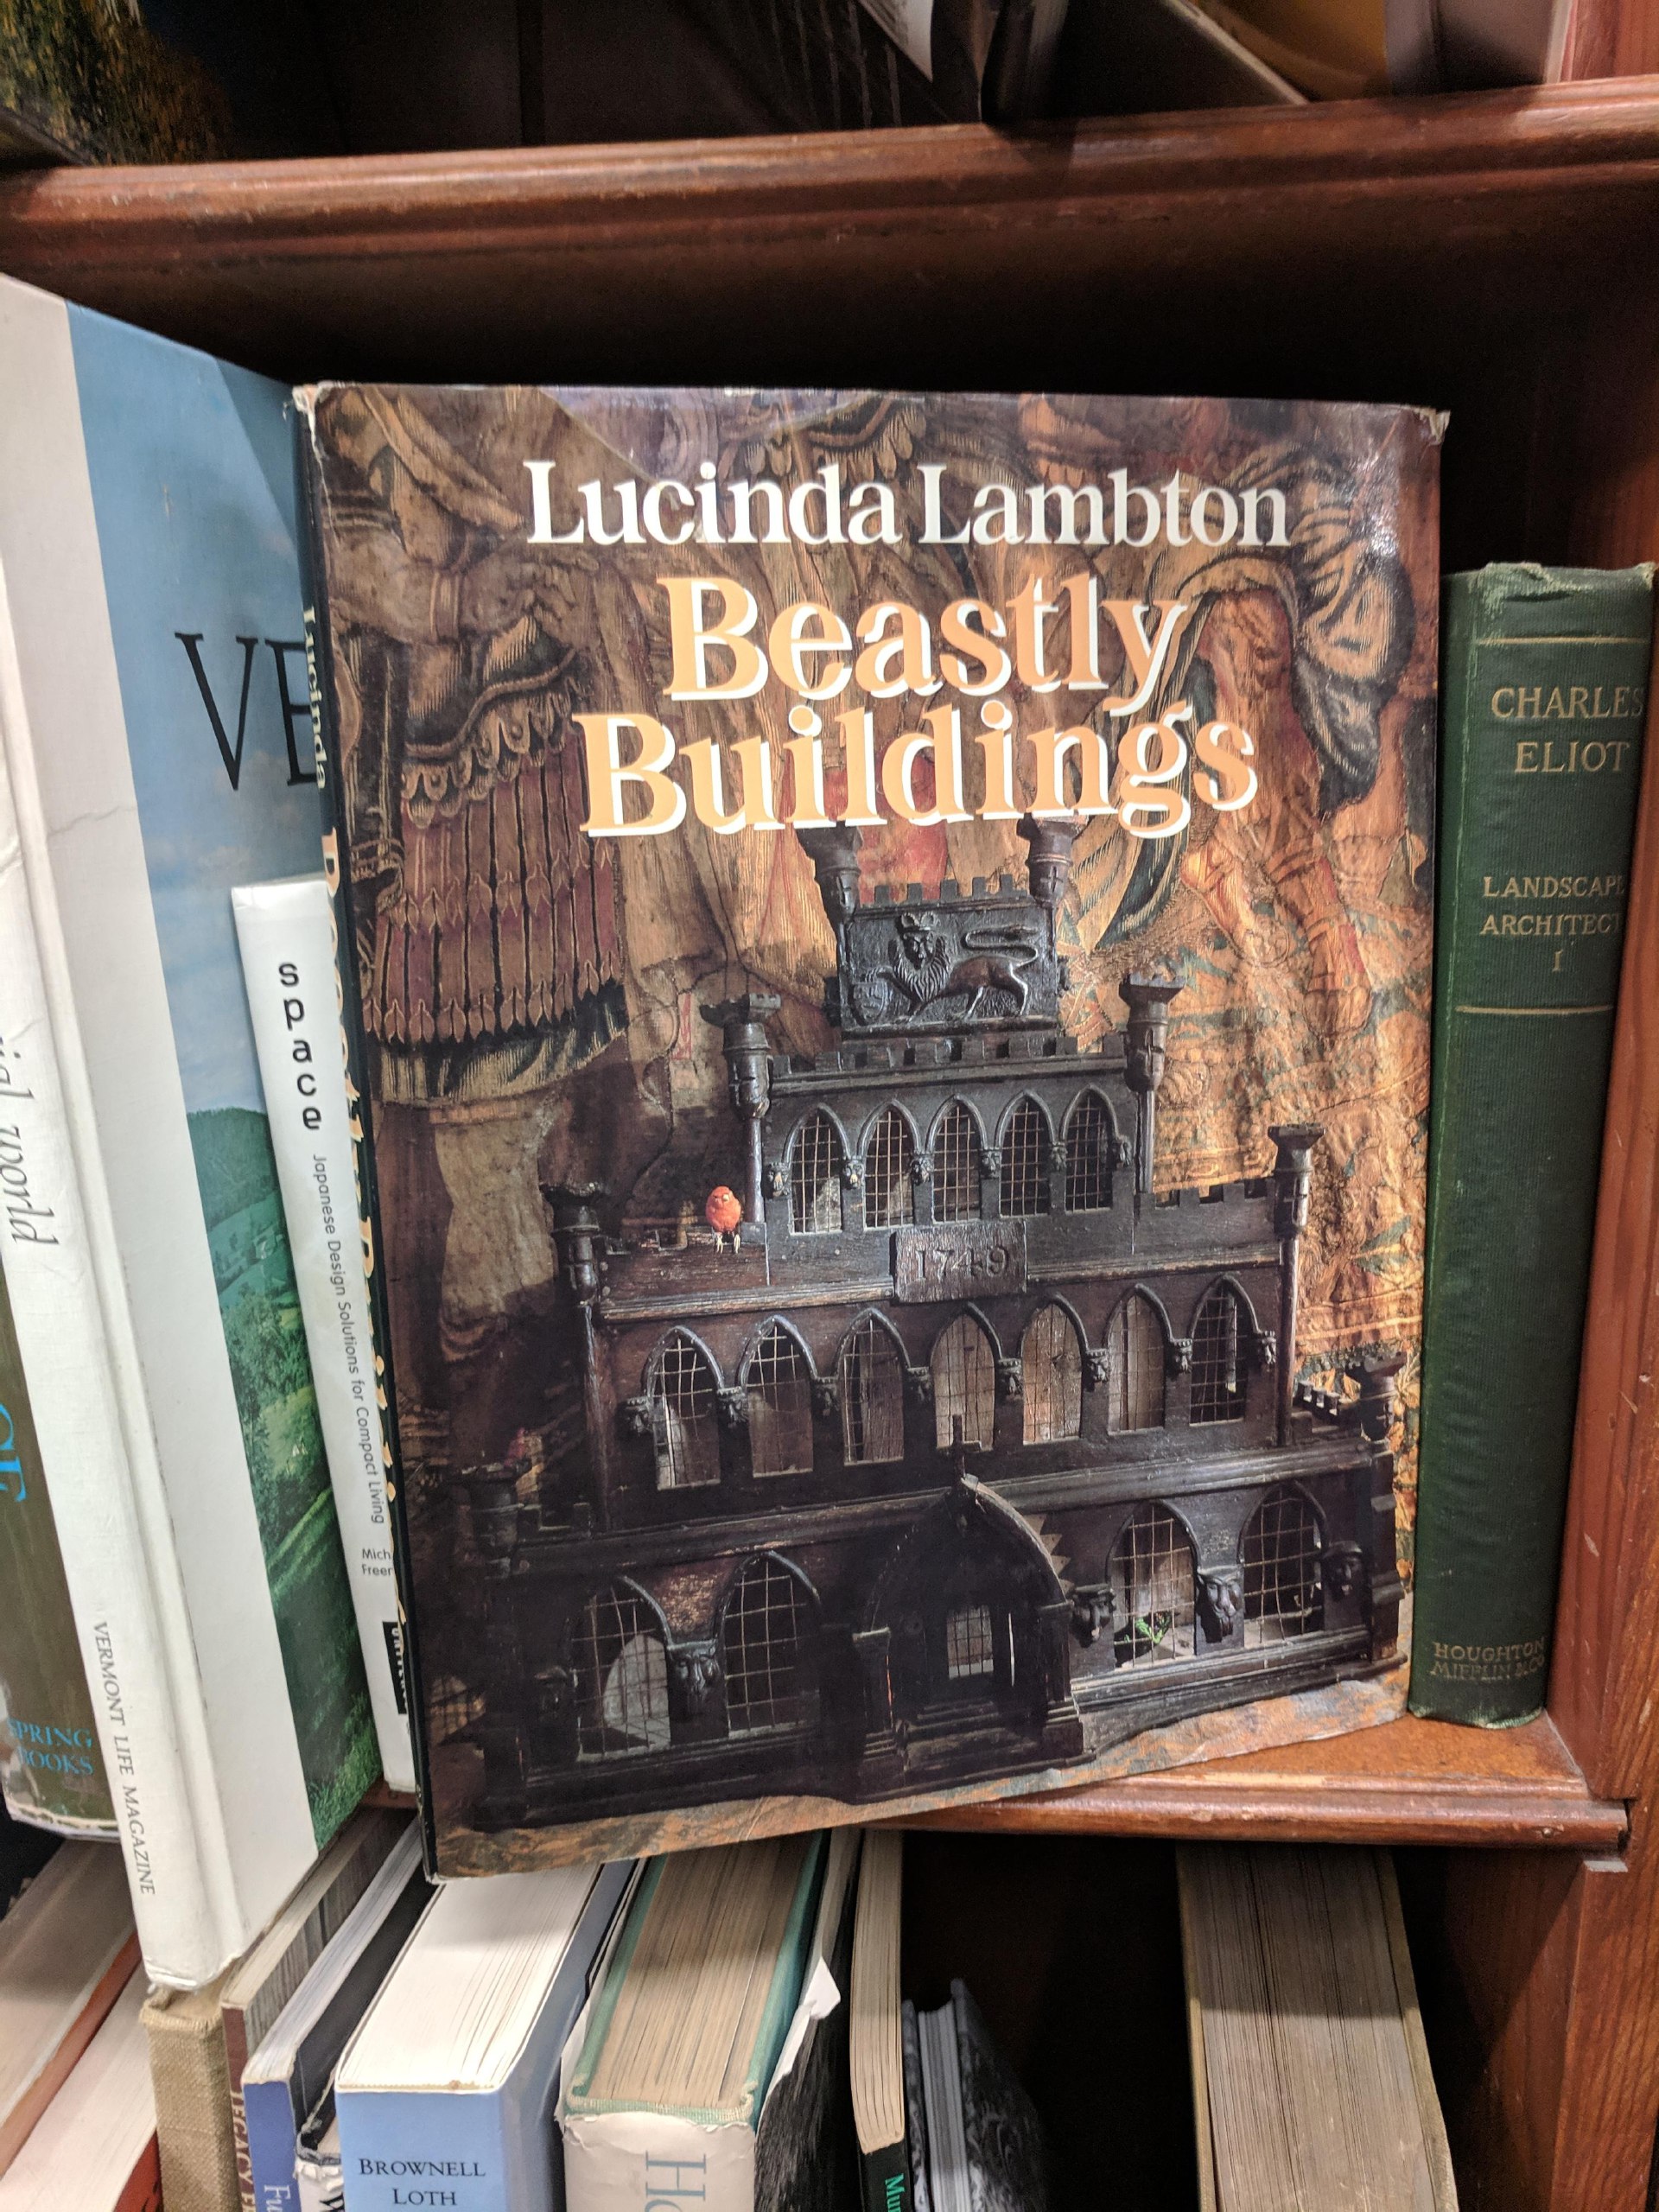 Lucinda Lambton
Beastly
Buildings
1749
Lucinda
VE
space
Japanese Design Solutions for Compact Living
world
SPRING
BOOKS
VERMONT LIFE MAGAZINE
CHARLES
ELIOT
LANDSCAPE
ARCHITECT
I
HOUGHTON
MIFFLIN & CO
BROWNELL
LOTH